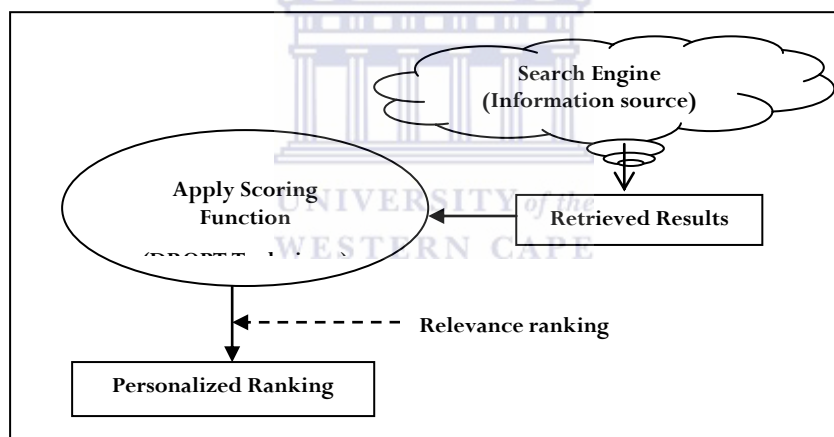 Search Engine
(Information source)
Apply Scoring
Function
Retrieved Results
UNIVERSITY of the
WESTERN CAPE
Relevance ranking
Personalized Ranking